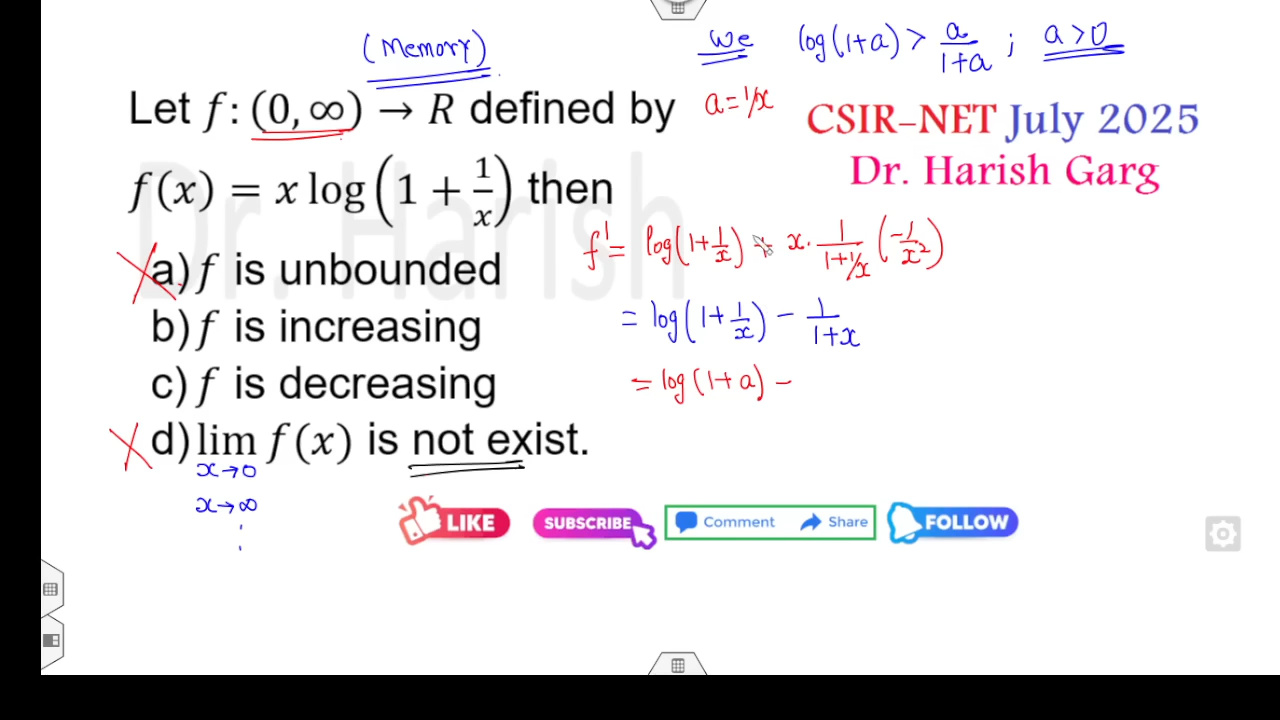 (Memory)
We log(1+a) > a/(1+a) ; a>0
Let f: (0, ∞) → R defined by
a = 1/x
CSIR-NET July 2025
Dr. Harish Garg
f(x) = x log(1 + 1/x) then
f' = log(1+1/x) + x · 1/(1+1/x) (-1/x²)
a) f is unbounded
= log(1+1/x) − 1/(1+x)
b) f is increasing
= log(1+a) −
c) f is decreasing
d) lim f(x) is not exist.
x→0
x→∞
LIKE SUBSCRIBE Comment Share FOLLOW
Dr. Harish